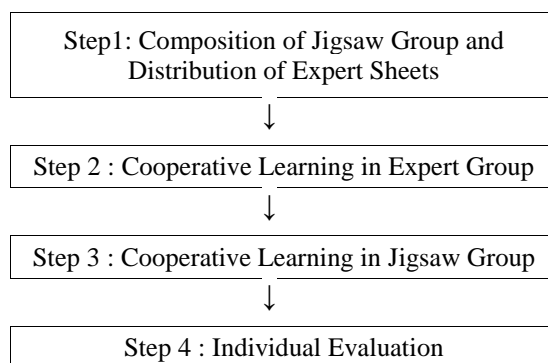 Step1: Composition of Jigsaw Group and
Distribution of Expert Sheets
↓
Step 2 : Cooperative Learning in Expert Group
↓
Step 3 : Cooperative Learning in Jigsaw Group
↓
Step 4 : Individual Evaluation